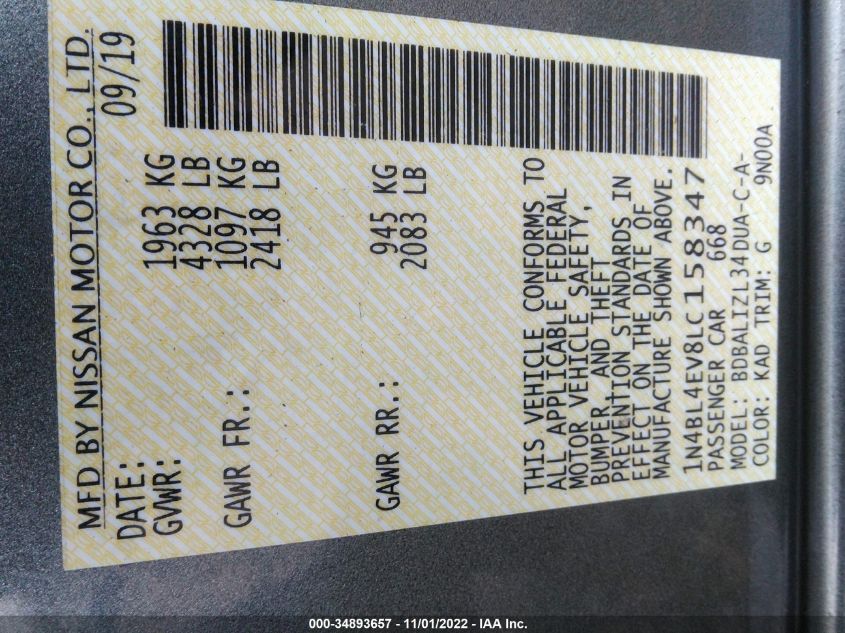 MFD BY NISSAN MOTOR CO., LTD.
DATE: 09/19
GVWR: 1963 KG
4328 LB
GAWR FR.: 1097 KG
2418 LB
GAWR RR.: 945 KG
2083 LB
THIS VEHICLE CONFORMS TO
ALL APPLICABLE FEDERAL
MOTOR VEHICLE SAFETY,
BUMPER AND THEFT
PREVENTION STANDARDS IN
EFFECT ON THE DATE OF
MANUFACTURE SHOWN ABOVE.
1N4BL4EV8LC158347
PASSENGER CAR 668
MODEL: BDBALIZL34DUA-C-A-
COLOR: KAD TRIM: G 9N00A
000-34893657 - 11/01/2022 - IAA Inc.